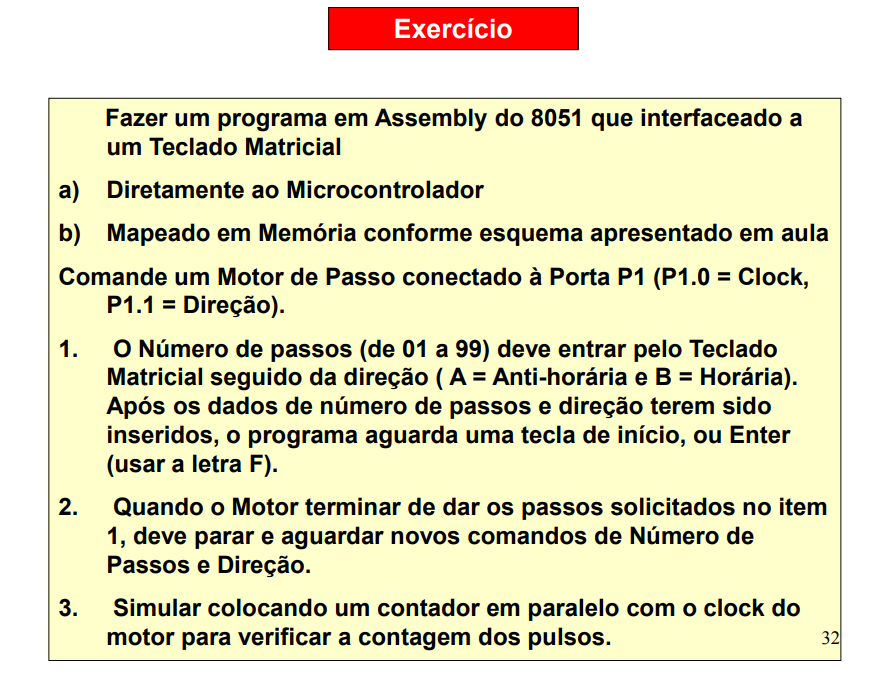 Exercício
Fazer um programa em Assembly do 8051 que interfaceado a
um Teclado Matricial
a) Diretamente ao Microcontrolador
b) Mapeado em Memória conforme esquema apresentado em aula
Comande um Motor de Passo conectado à Porta P1 (P1.0 = Clock,
P1.1 = Direção).
1. O Número de passos (de 01 a 99) deve entrar pelo Teclado
Matricial seguido da direção ( A = Anti-horária e B = Horária).
Após os dados de número de passos e direção terem sido
inseridos, o programa aguarda uma tecla de início, ou Enter
(usar a letra F).
2. Quando o Motor terminar de dar os passos solicitados no item
1, deve parar e aguardar novos comandos de Número de
Passos e Direção.
3. Simular colocando um contador em paralelo com o clock do
motor para verificar a contagem dos pulsos.
32